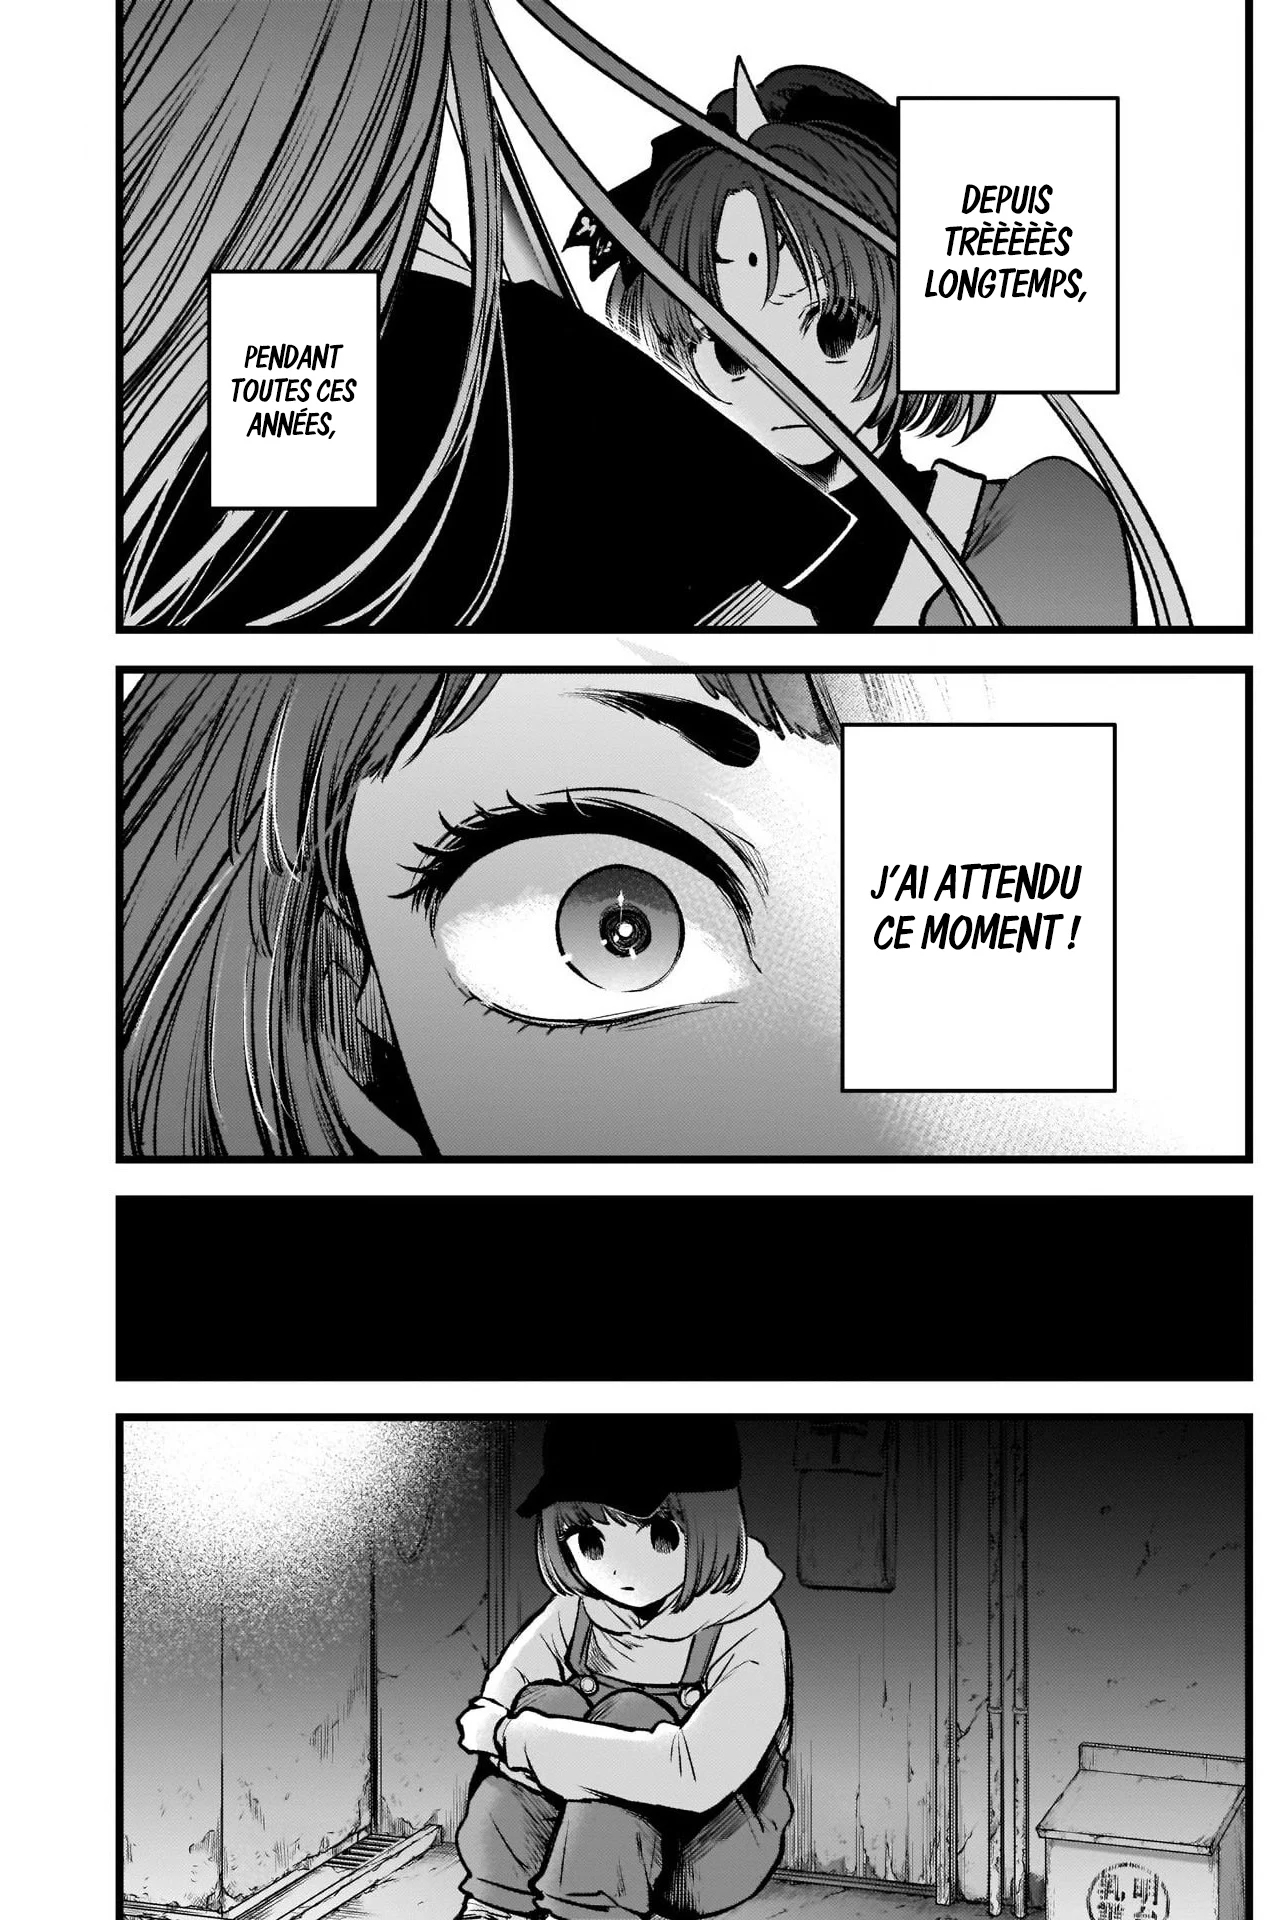 DEPUIS
TRÈÈÈÈÈS
LONGTEMPS,
PENDANT
TOUTES CES
ANNÉES,
J'AI ATTENDU
CE MOMENT !